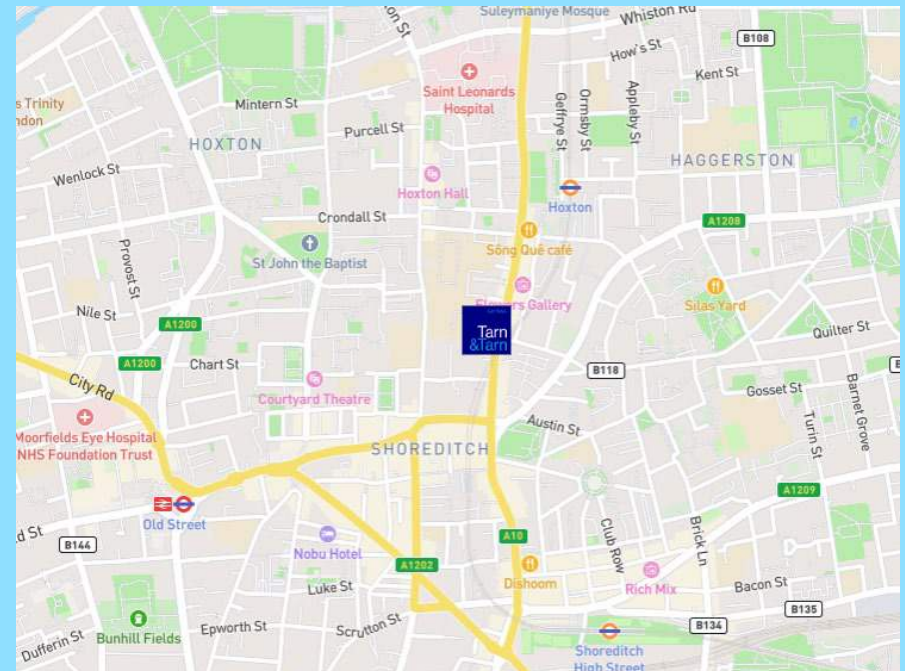 Suleymaniye Mosque
Whiston Rd
B108
How's St
Kent St
Saint Leonards
Hospital
Geffrye St
Ormsby St
Appleby St
s Trinity
ndon
Mintern St
Purcell St
HOXTON
HAGGERSTON
Wenlock St
Hoxton Hall
Hoxton
Crondall St
A1208
Provost St
St John the Baptist
Sông Quê café
Flowers Gallery
Silas Yard
Nile St
A1200
Tarn
&Tarn
Quilter St
A1200
Chart St
B118
City Rd
Courtyard Theatre
Gosset St
Barnet Grove
Turin St
Austin St
Moorfields Eye Hospital
NHS Foundation Trust
SHOREDITCH
A1209
Old Street
d St
B144
A10
Club Row
Brick Ln
Nobu Hotel
A1202
Dishoom
Rich Mix
Bacon St
Luke St
B135
Bunhill Fields
Epworth St
Scrutton St
B134
Dufferin St
Shoreditch
High Street